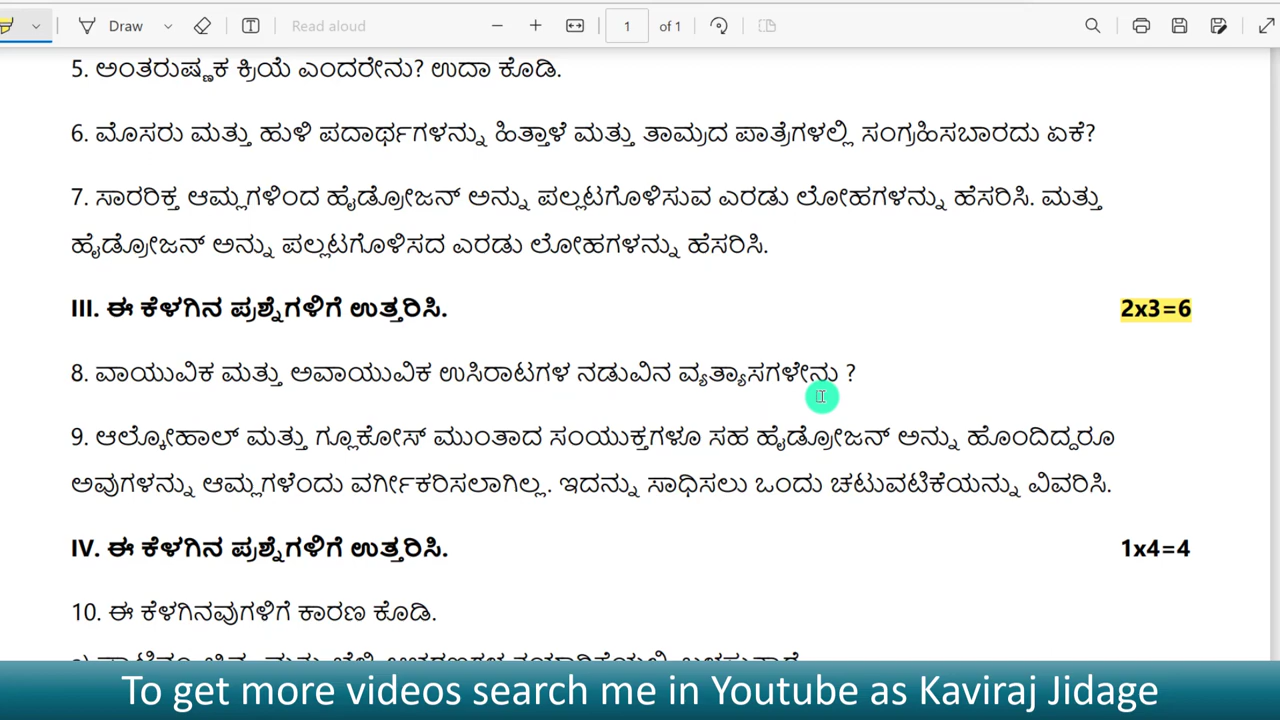 Draw
Read aloud
1 of 1
5. ಅಂತರುಷ್ಣಕ ಕ್ರಿಯೆ ಎಂದರೇನು? ಉದಾ ಕೊಡಿ.
6. ಮೊಸರು ಮತ್ತು ಹುಳಿ ಪದಾರ್ಥಗಳನ್ನು ಹಿತ್ತಾಳೆ ಮತ್ತು ತಾಮ್ರದ ಪಾತ್ರೆಗಳಲ್ಲಿ ಸಂಗ್ರಹಿಸಬಾರದು ಏಕೆ?
7. ಸಾರರಿಕ್ತ ಆಮ್ಲಗಳಿಂದ ಹೈಡ್ರೋಜನ್ ಅನ್ನು ಪಲ್ಲಟಗೊಳಿಸುವ ಎರಡು ಲೋಹಗಳನ್ನು ಹೆಸರಿಸಿ. ಮತ್ತು
ಹೈಡ್ರೋಜನ್ ಅನ್ನು ಪಲ್ಲಟಗೊಳಿಸದ ಎರಡು ಲೋಹಗಳನ್ನು ಹೆಸರಿಸಿ.
III. ಈ ಕೆಳಗಿನ ಪ್ರಶ್ನೆಗಳಿಗೆ ಉತ್ತರಿಸಿ. 2x3=6
8. ವಾಯುವಿಕ ಮತ್ತು ಅವಾಯುವಿಕ ಉಸಿರಾಟಗಳ ನಡುವಿನ ವ್ಯತ್ಯಾಸಗಳೇನು ?
9. ಆಲ್ಕೋಹಾಲ್ ಮತ್ತು ಗ್ಲೂಕೋಸ್ ಮುಂತಾದ ಸಂಯುಕ್ತಗಳೂ ಸಹ ಹೈಡ್ರೋಜನ್ ಅನ್ನು ಹೊಂದಿದ್ದರೂ
ಅವುಗಳನ್ನು ಆಮ್ಲಗಳೆಂದು ವರ್ಗೀಕರಿಸಲಾಗಿಲ್ಲ. ಇದನ್ನು ಸಾಧಿಸಲು ಒಂದು ಚಟುವಟಿಕೆಯನ್ನು ವಿವರಿಸಿ.
IV. ಈ ಕೆಳಗಿನ ಪ್ರಶ್ನೆಗಳಿಗೆ ಉತ್ತರಿಸಿ. 1x4=4
10. ಈ ಕೆಳಗಿನವುಗಳಿಗೆ ಕಾರಣ ಕೊಡಿ.
To get more videos search me in Youtube as Kaviraj Jidage